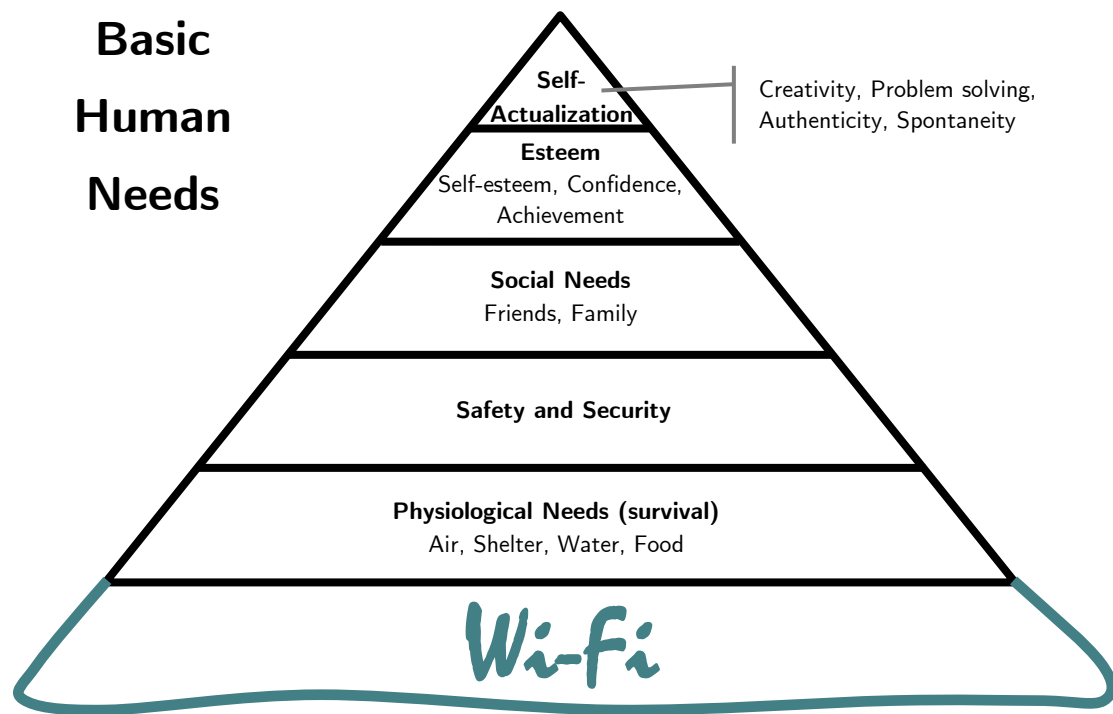 Basic
Human
Needs
Self-
Actualization
Creativity, Problem solving,
Authenticity, Spontaneity
Esteem
Self-esteem, Confidence,
Achievement
Social Needs
Friends, Family
Safety and Security
Physiological Needs (survival)
Air, Shelter, Water, Food
Wi-Fi